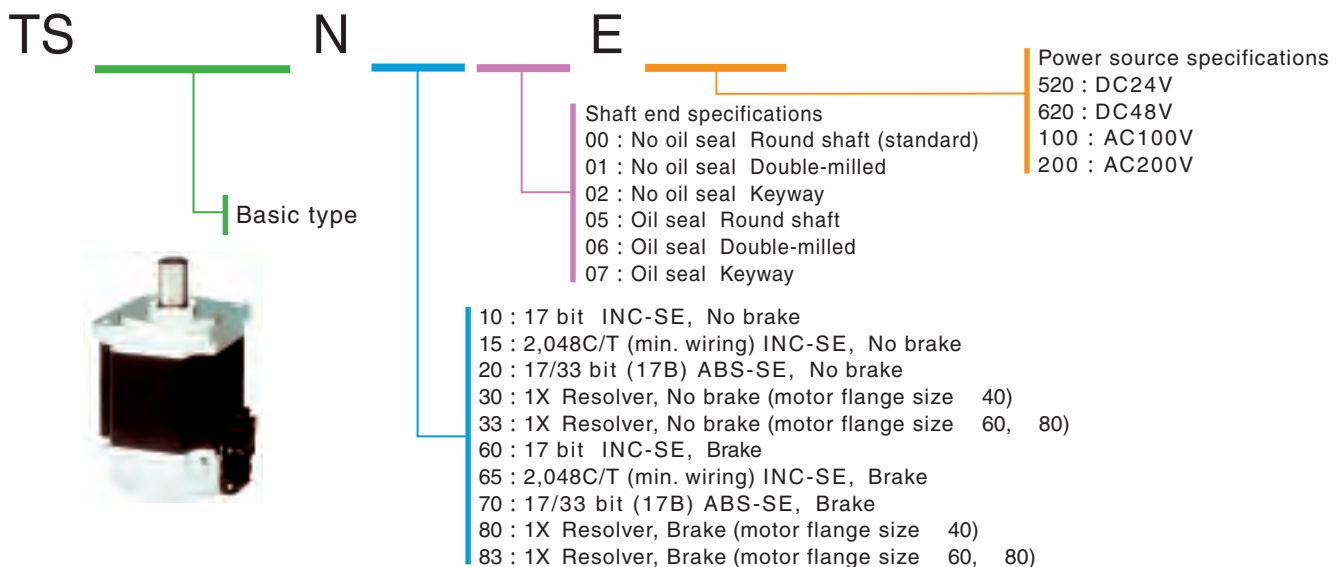 TS N E
Power source specifications
520 : DC24V
620 : DC48V
100 : AC100V
200 : AC200V
Shaft end specifications
00 : No oil seal Round shaft (standard)
01 : No oil seal Double-milled
02 : No oil seal Keyway
05 : Oil seal Round shaft
06 : Oil seal Double-milled
07 : Oil seal Keyway
Basic type
10 : 17 bit INC-SE, No brake
15 : 2,048C/T (min. wiring) INC-SE, No brake
20 : 17/33 bit (17B) ABS-SE, No brake
30 : 1X Resolver, No brake (motor flange size 40)
33 : 1X Resolver, No brake (motor flange size 60, 80)
60 : 17 bit INC-SE, Brake
65 : 2,048C/T (min. wiring) INC-SE, Brake
70 : 17/33 bit (17B) ABS-SE, Brake
80 : 1X Resolver, Brake (motor flange size 40)
83 : 1X Resolver, Brake (motor flange size 60, 80)